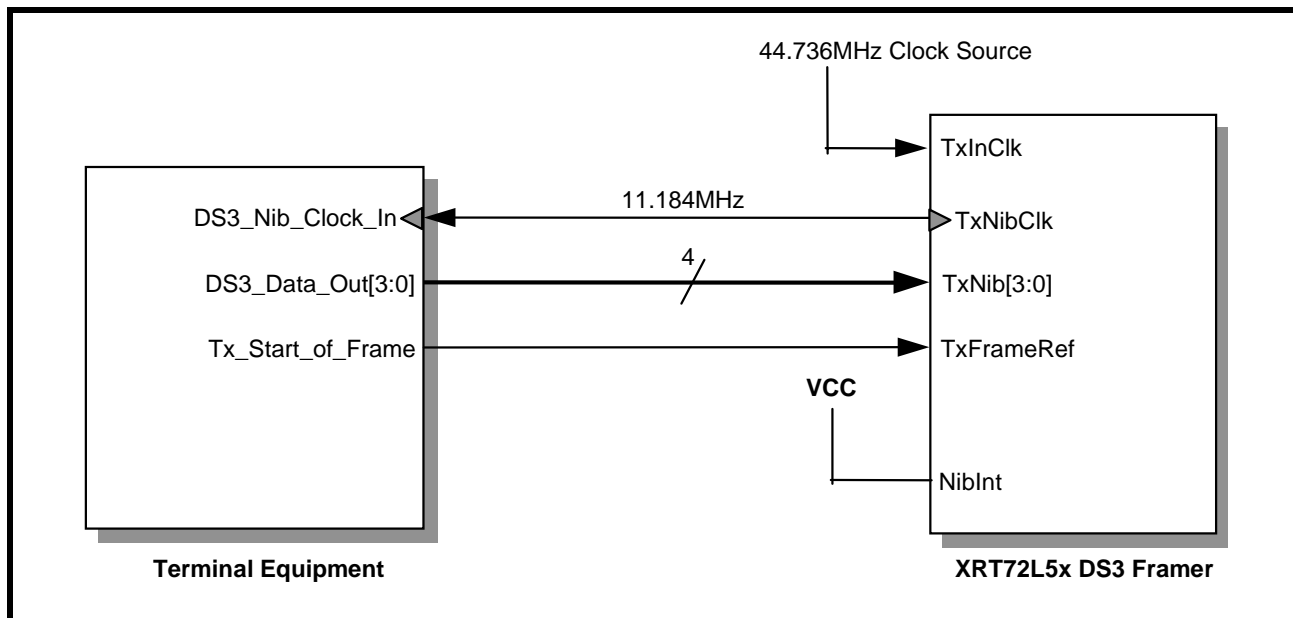 44.736MHz Clock Source
TxInClk
11.184MHz
DS3_Nib_Clock_In
TxNibClk
4
DS3_Data_Out[3:0]
TxNib[3:0]
Tx_Start_of_Frame
TxFrameRef
VCC
NibInt
Terminal Equipment
XRT72L5x DS3 Framer